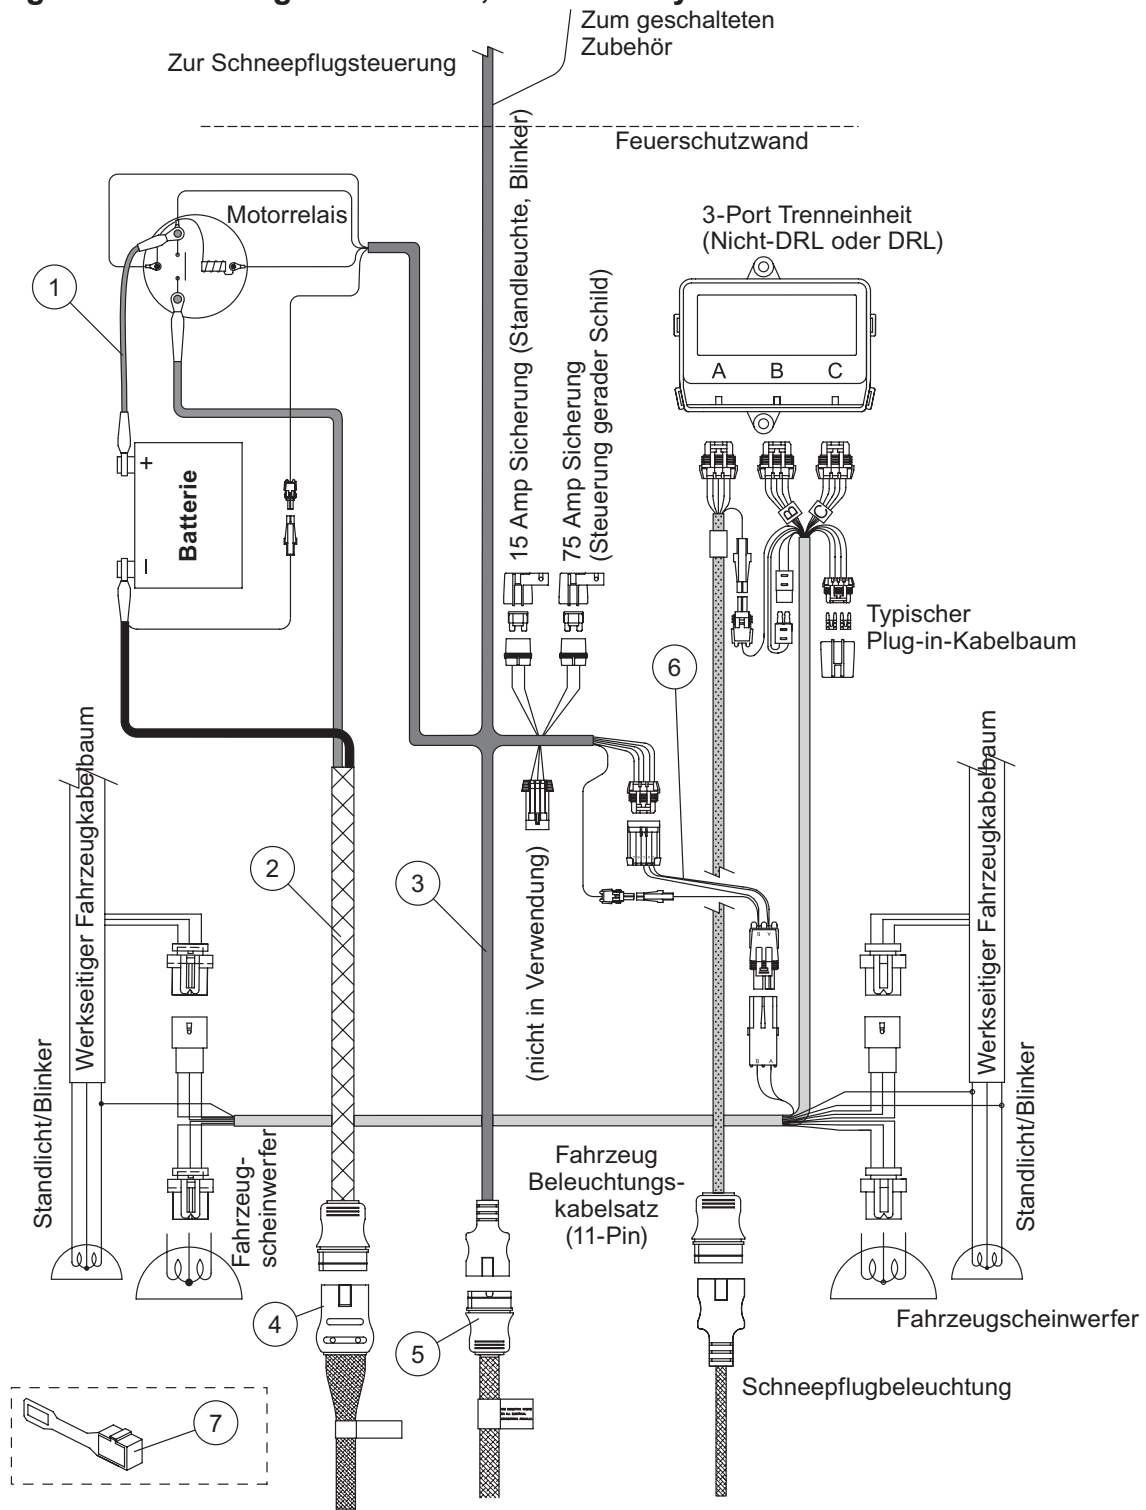 Zum geschalteten
Zubehör
Zur Schneepflugsteuerung
Feuerschutzwand
Motorrelais
3-Port Trenneinheit
(Nicht-DRL oder DRL)
1
15 Amp Sicherung (Standleuchte, Blinker)
75 Amp Sicherung
(Steuerung gerader Schild)
A B C
+
Batterie
–
B
C
Typischer
Plug-in-Kabelbaum
6
Werkseitiger Fahrzeugkabelbaum
Werkseitiger Fahrzeugkabelbaum
2
3
(nicht in Verwendung)
B A
B A
Standlicht/Blinker
Standlicht/Blinker
Fahrzeug-
scheinwerfer
Fahrzeug
Beleuchtungs-
kabelsatz
(11-Pin)
4
5
Fahrzeugscheinwerfer
Schneepflugbeleuchtung
7